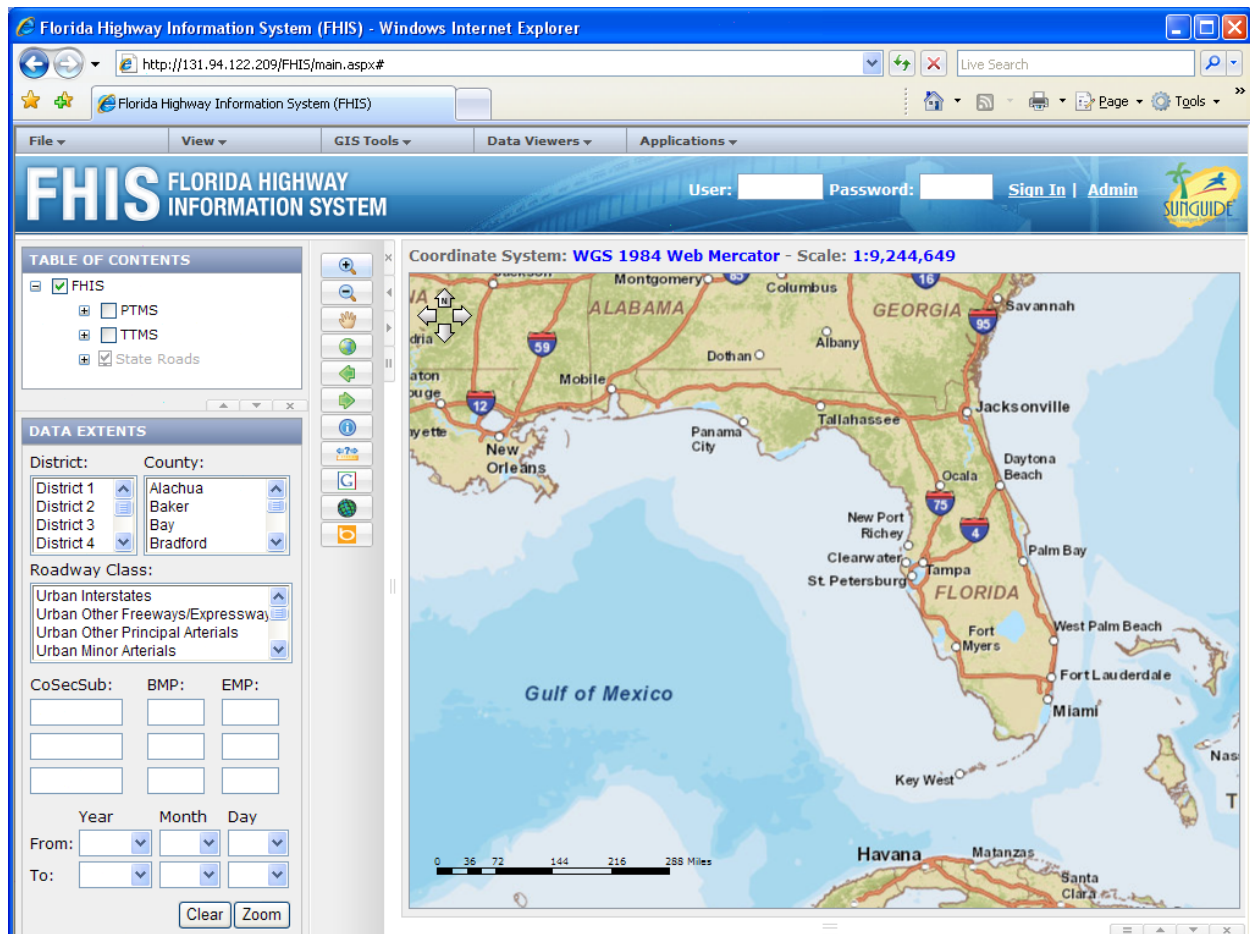 Florida Highway Information System (FHIS) - Windows Internet Explorer
http://131.94.122.209/FHIS/main.aspx#
Live Search
Florida Highway Information System (FHIS)
Page
Tools
File
View
GIS Tools
Data Viewers
Applications
FHIS FLORIDA HIGHWAY
INFORMATION SYSTEM
User:
Password:
Sign In | Admin
SUNGUIDE
TABLE OF CONTENTS
FHIS
PTMS
TTMS
State Roads
DATA EXTENTS
District: County:
District 1
District 2
District 3
District 4
Alachua
Baker
Bay
Bradford
Roadway Class:
Urban Interstates
Urban Other Freeways/Expressway
Urban Other Principal Arterials
Urban Minor Arterials
CoSecSub: BMP: EMP:
Year Month Day
From:
To:
Clear Zoom
Coordinate System: WGS 1984 Web Mercator - Scale: 1:9,244,649
N
Jackson
Montgomery
85
Columbus
16
Savannah
IA
ALABAMA
GEORGIA
95
dria
59
Dothan
Albany
aton
ouge
Mobile
12
Jacksonville
Tallahassee
yette
New
Orleans
Panama
City
Daytona
Beach
Ocala
75
New Port
Richey
4
Clearwater
Palm Bay
Tampa
St. Petersburg
FLORIDA
Fort
Myers
West Palm Beach
Fort Lauderdale
Gulf of Mexico
Miami
Nas
Key West
T
Havana
Matanzas
Santa
Clara
0 36 72 144 216 288 Miles